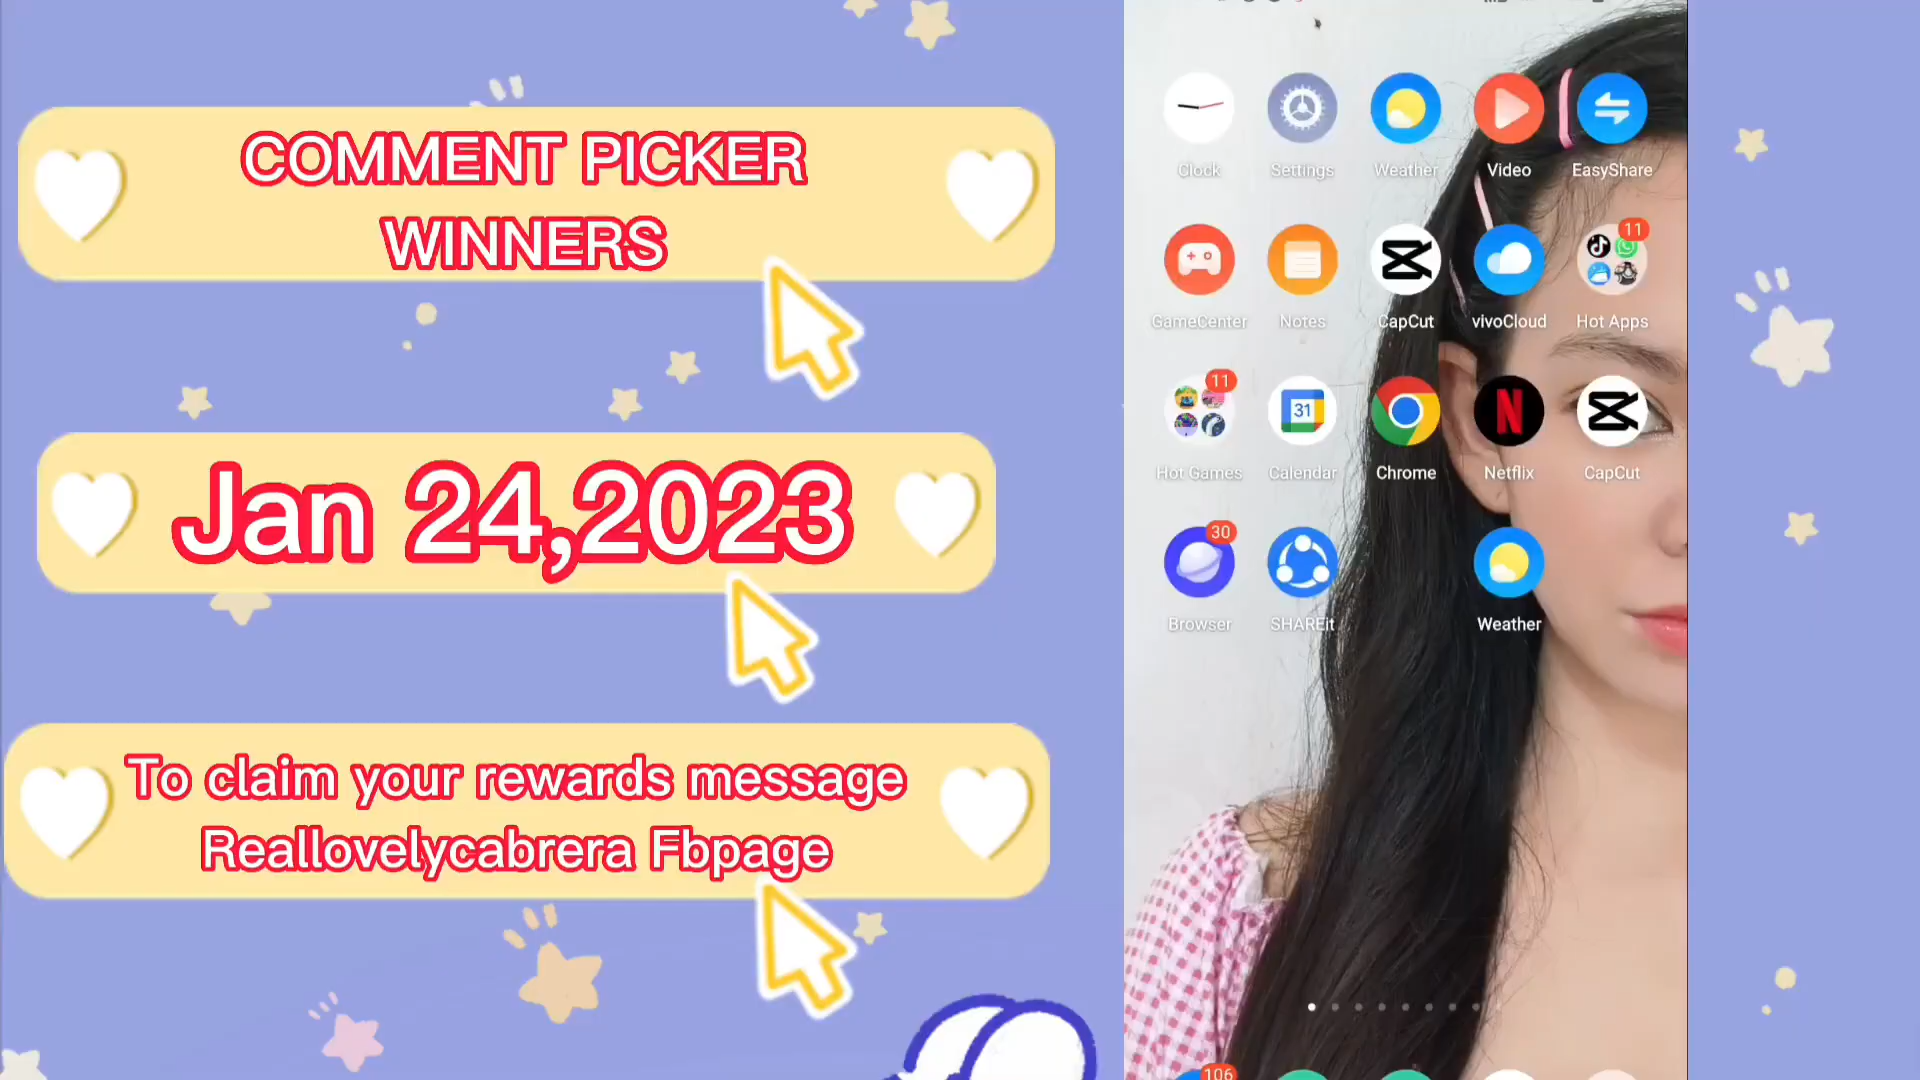 COMMENT PICKER
WINNERS
Jan 24,2023
To claim your rewards message
Reallovelycabrera Fbpage
Clock Settings Weather Video EasyShare
11
GameCenter Notes CapCut vivoCloud Hot Apps
11
31
Hot Games Calendar Chrome Netflix CapCut
30
Browser SHAREit Weather
106